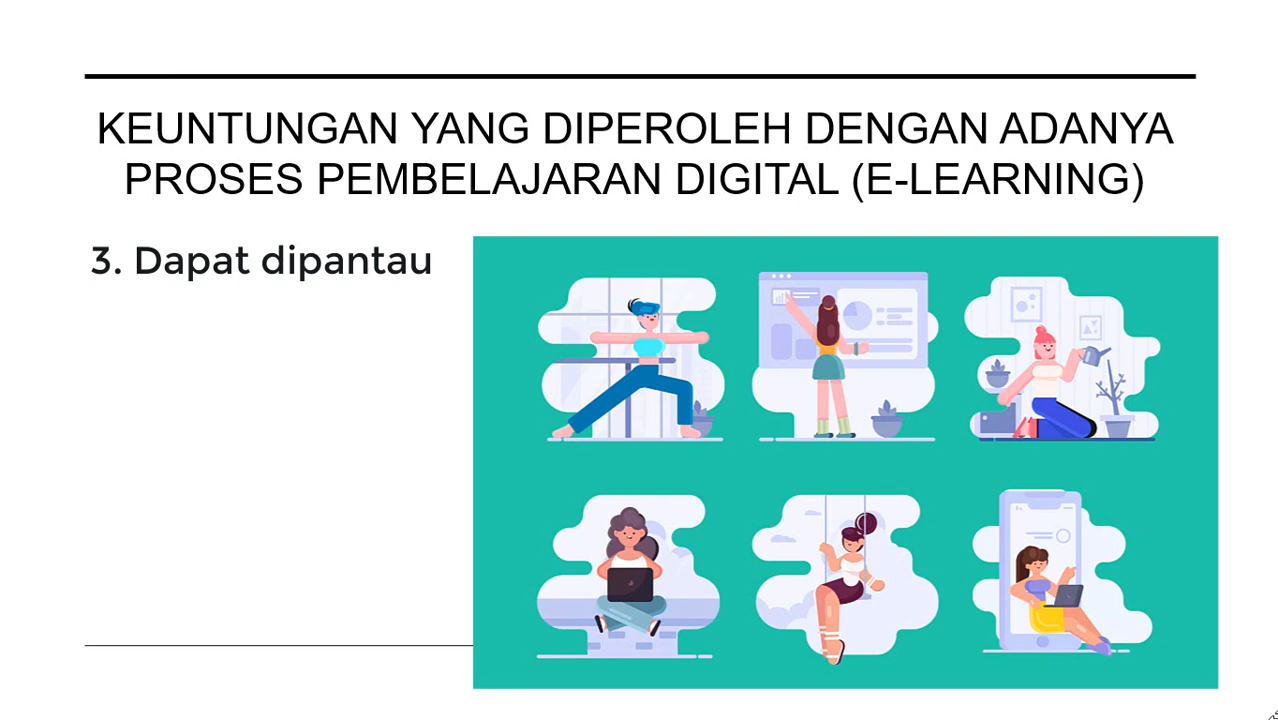 KEUNTUNGAN YANG DIPEROLEH DENGAN ADANYA
PROSES PEMBELAJARAN DIGITAL (E-LEARNING)
3. Dapat dipantau